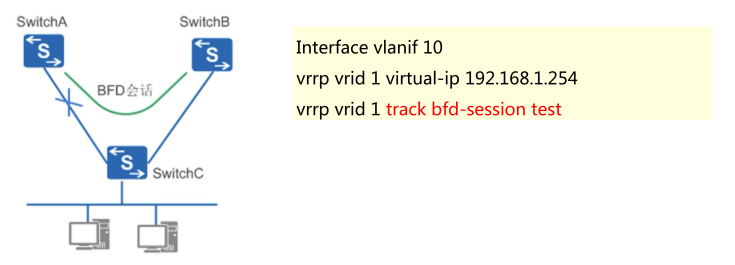 SwitchA
SwitchB
S
S
BFD会话
S
SwitchC
Interface vlanif 10
vrrp vrid 1 virtual-ip 192.168.1.254
vrrp vrid 1 track bfd-session test